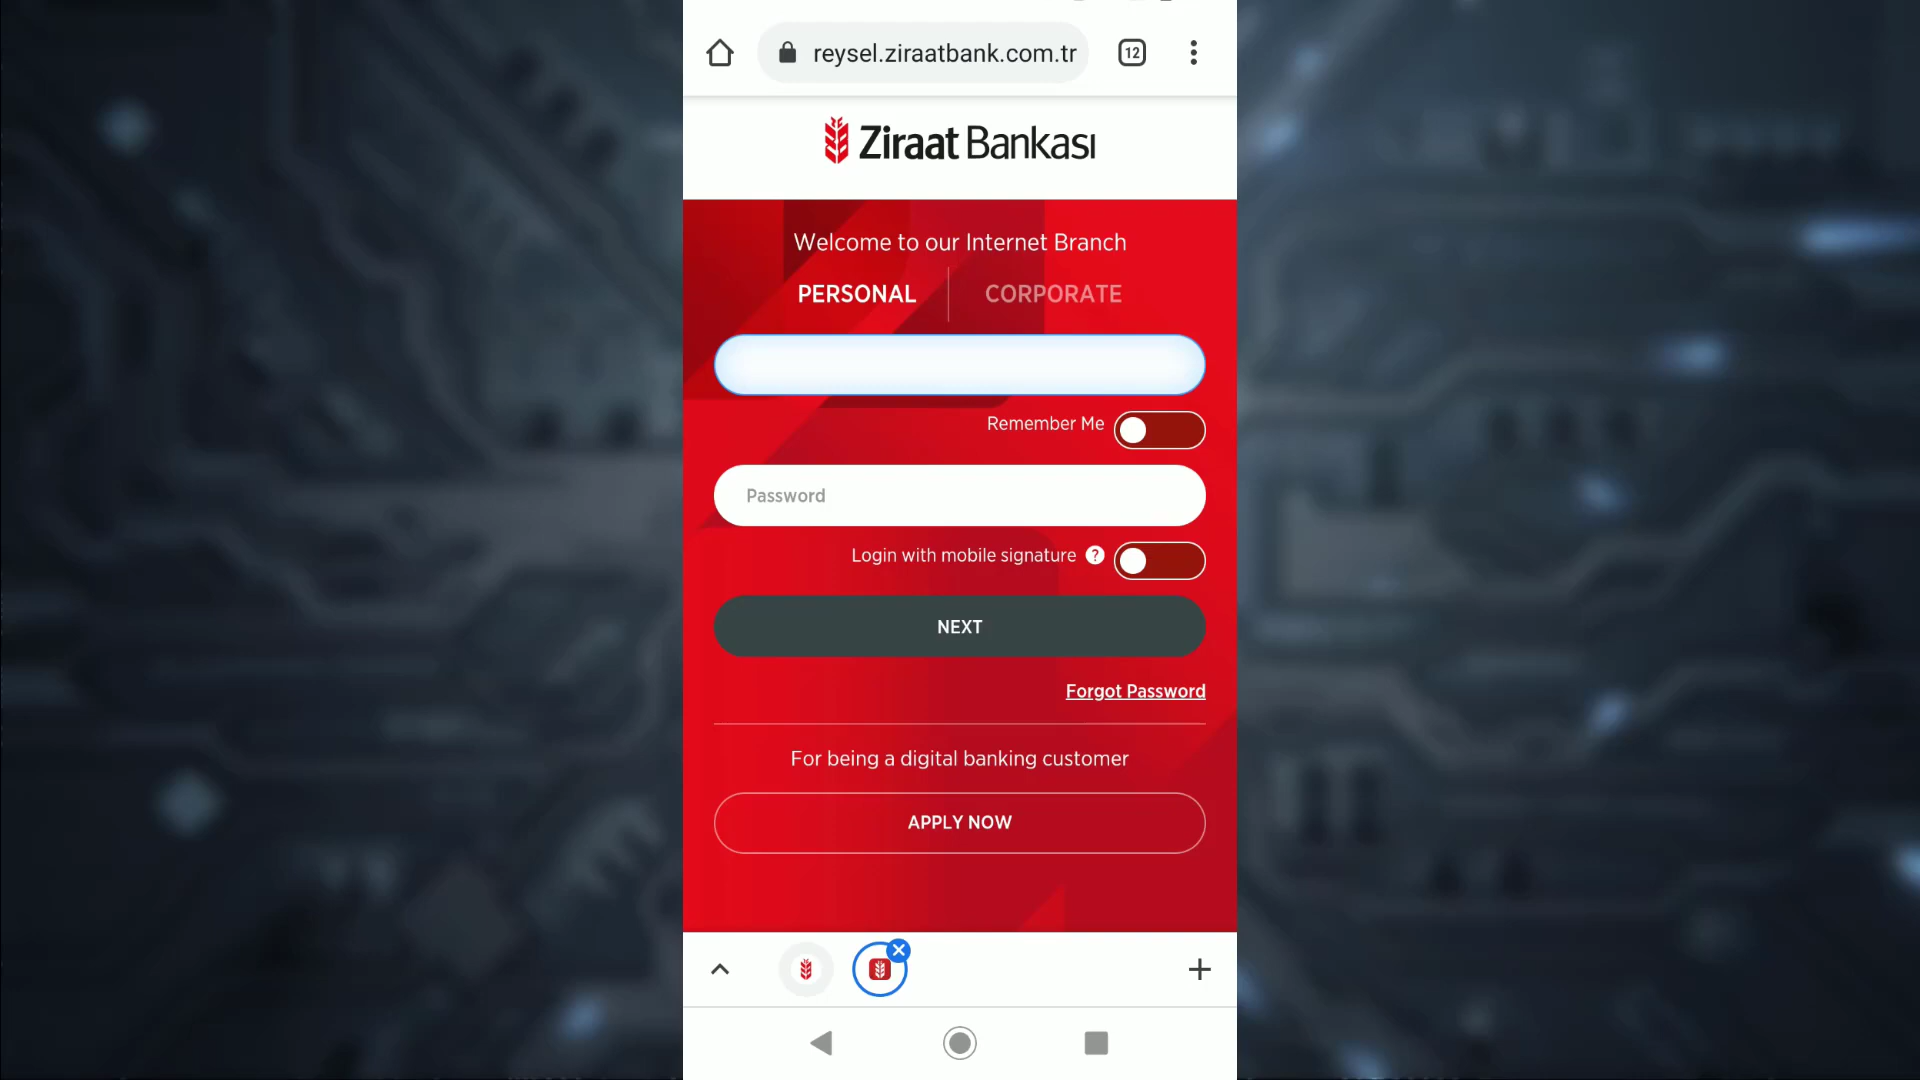 reysel.ziraatbank.com.tr
12
Ziraat Bankası
Welcome to our Internet Branch
PERSONAL
CORPORATE
Remember Me
Password
Login with mobile signature ?
NEXT
Forgot Password
For being a digital banking customer
APPLY NOW